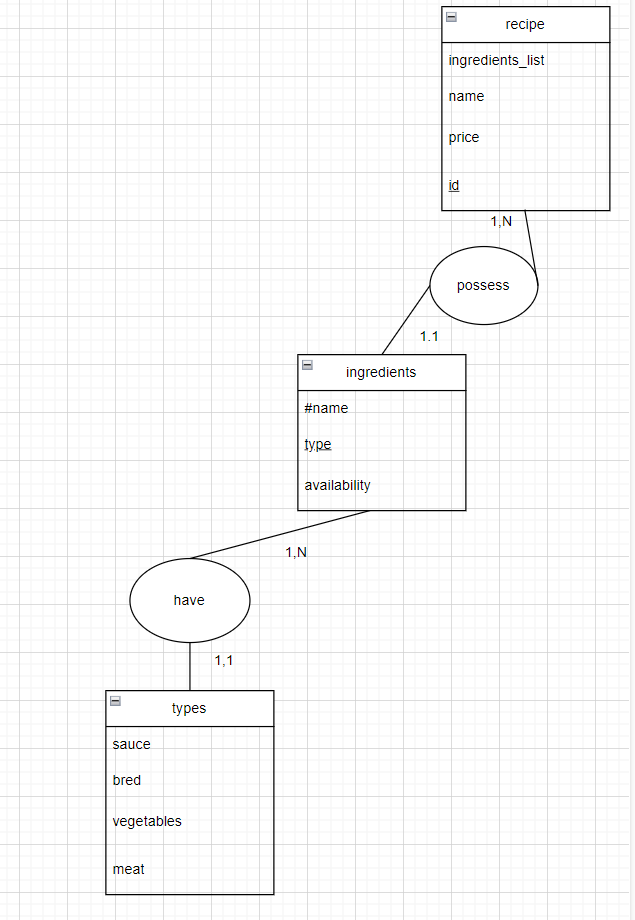 recipe
ingredients_list
name
price
id
1,N
possess
1.1
ingredients
#name
type
availability
1,N
have
1,1
types
sauce
bred
vegetables
meat